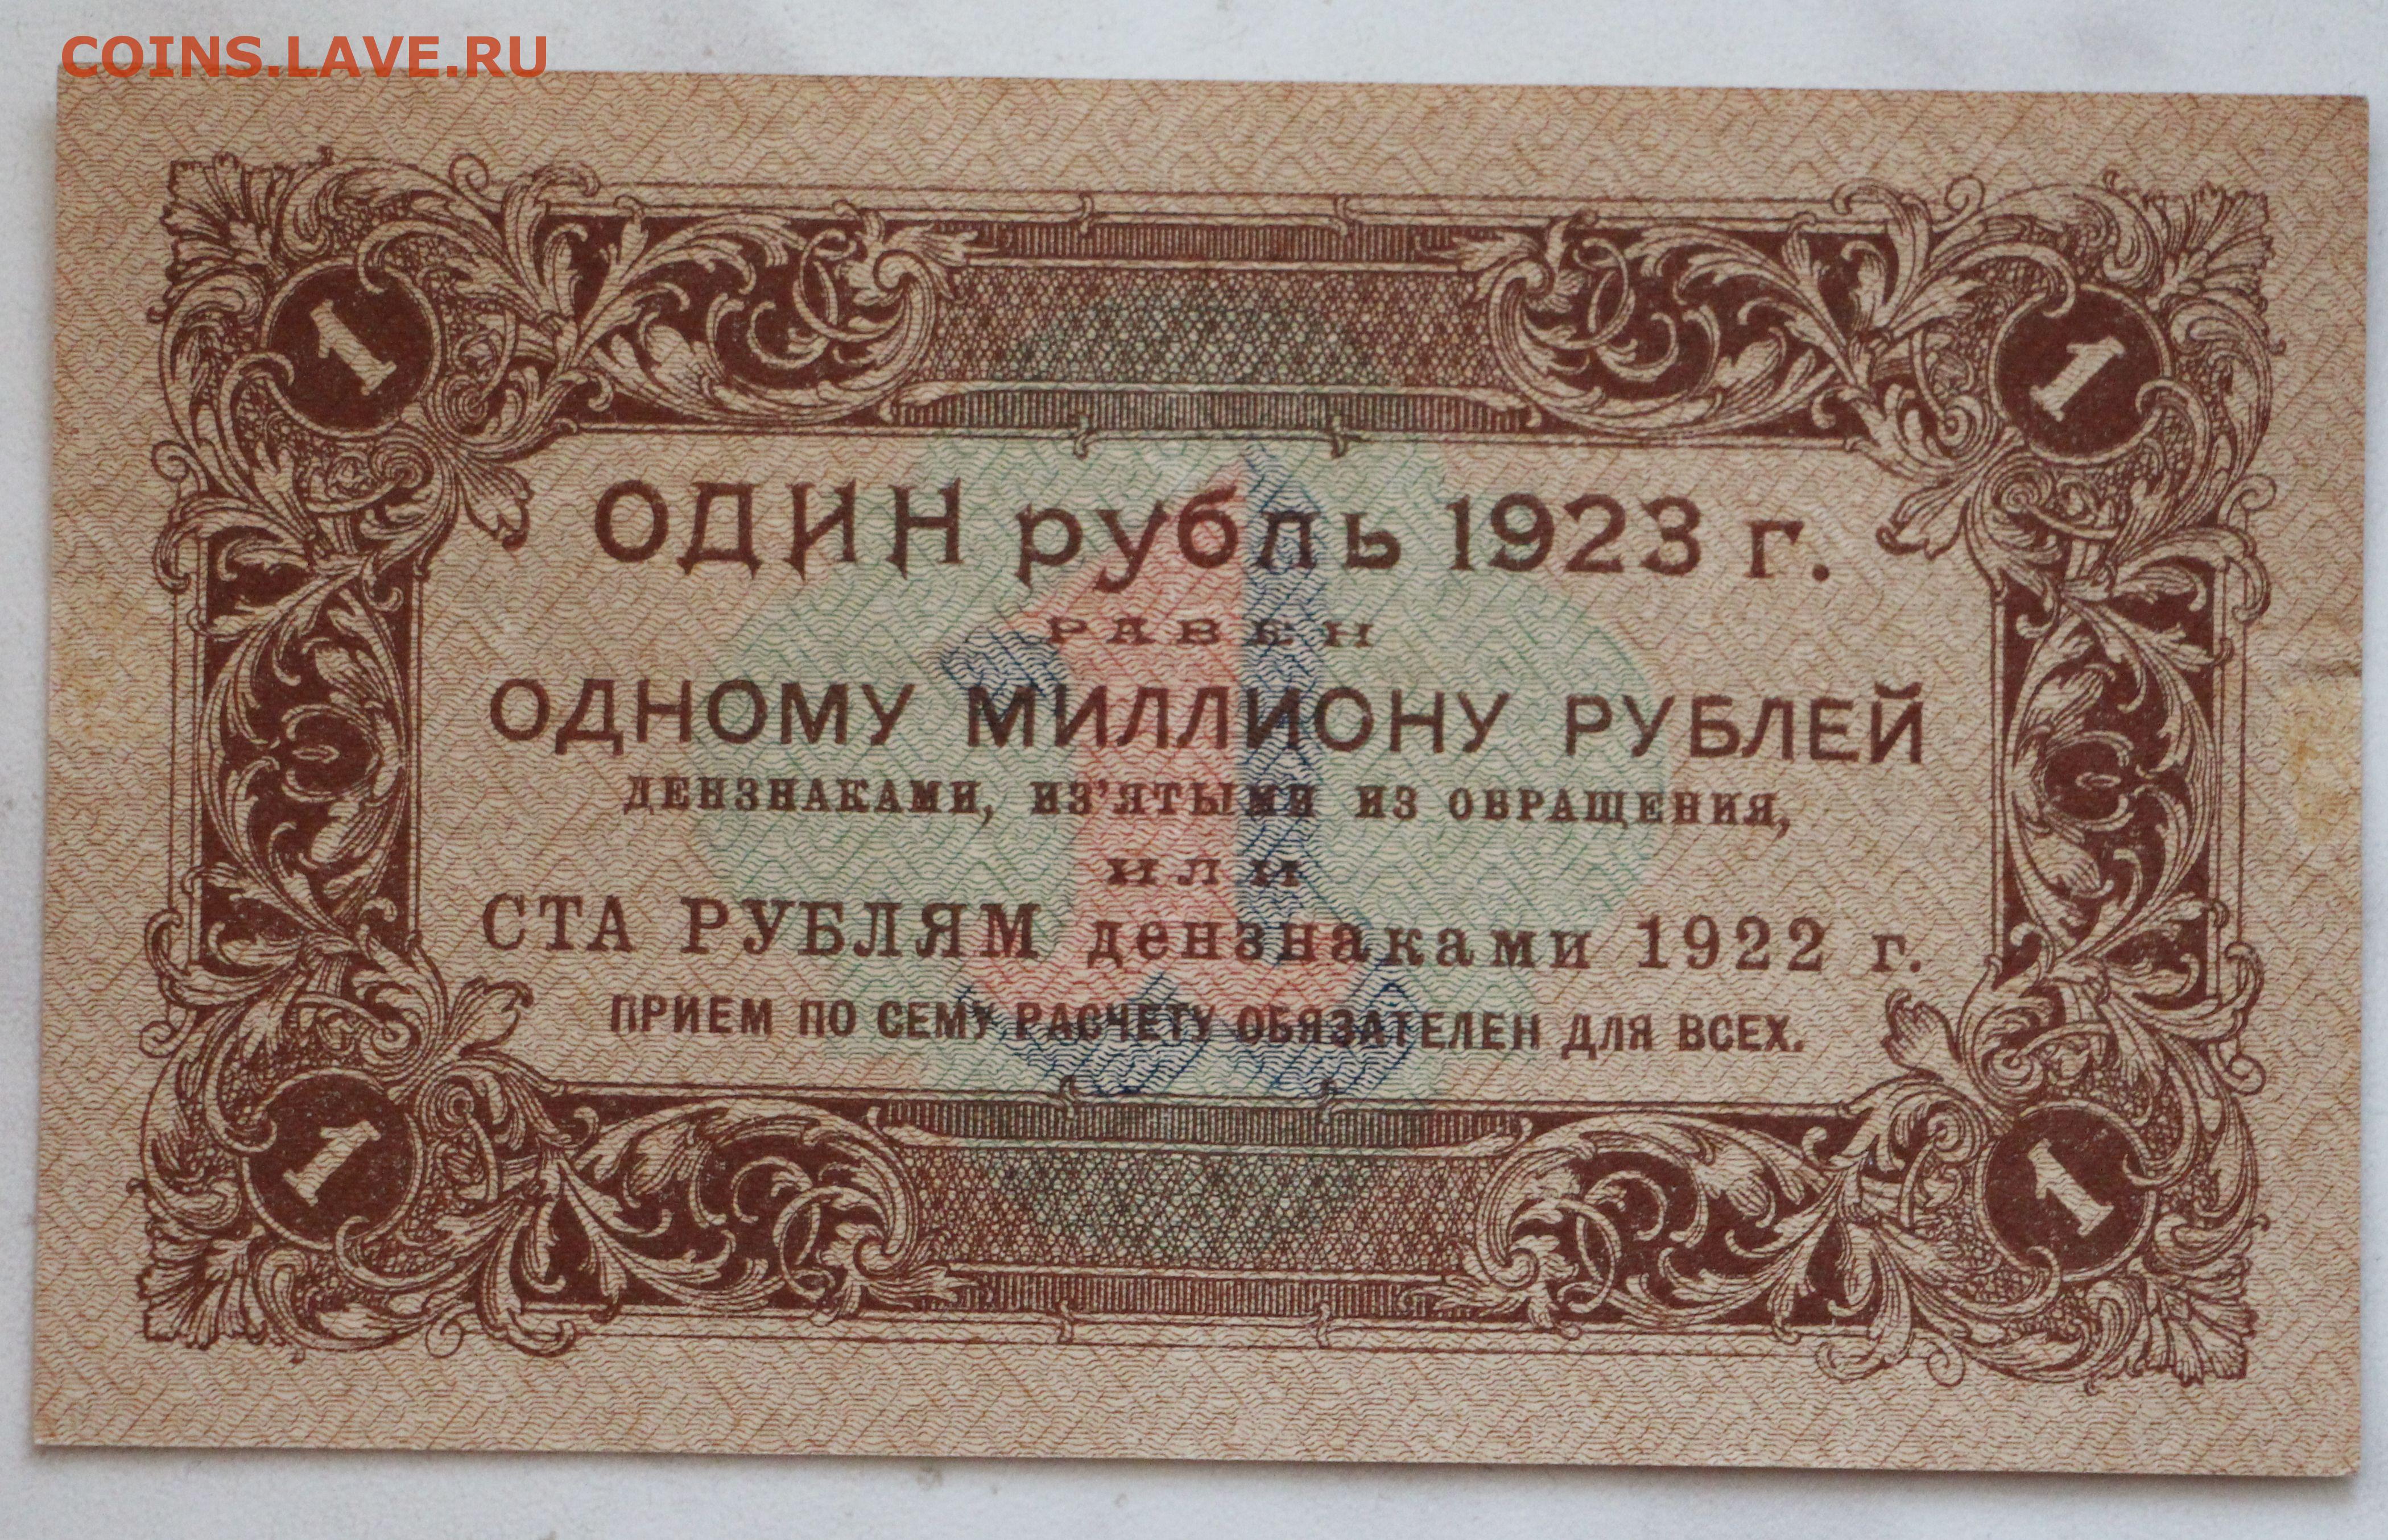 COINS.LAVE.RU
1
1
ОДИН рубль 1923 г.
РАВЕН
ОДНОМУ МИЛЛИОНУ РУБЛЕЙ
ДЕНЗНАКАМИ, ИЗ'ЯТЫМИ ИЗ ОБРАЩЕНИЯ,
ИЛИ
СТА РУБЛЯМ дензнаками 1922 г.
ПРИЕМ ПО СЕМУ РАСЧЕТУ ОБЯЗАТЕЛЕН ДЛЯ ВСЕХ.
1
1
1